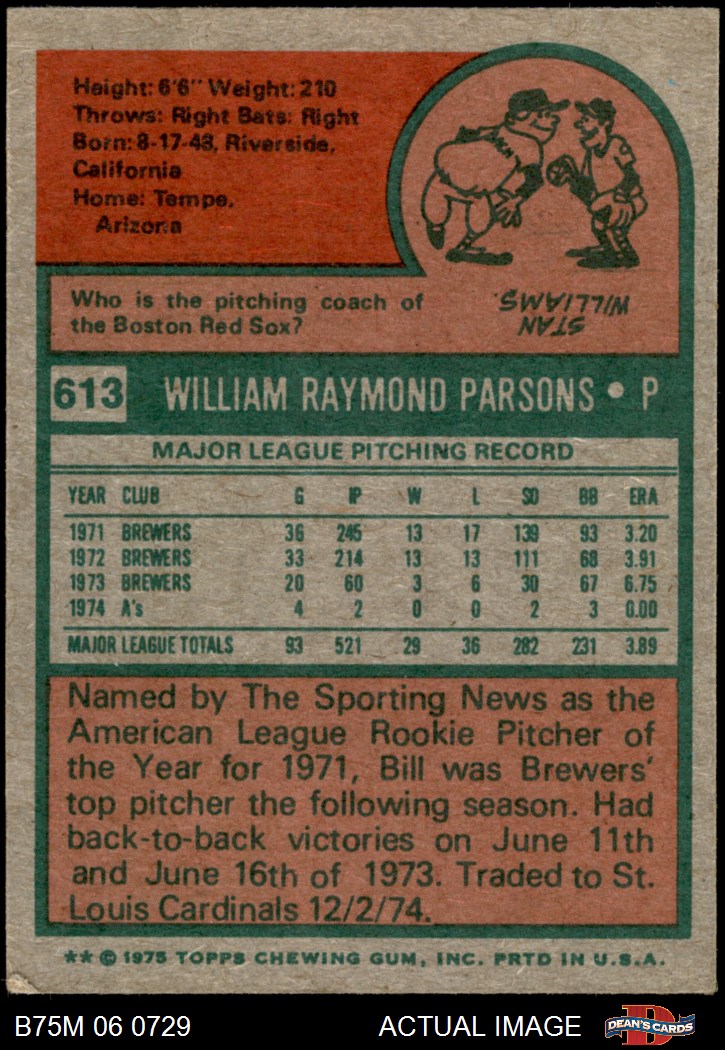 Height: 6'6" Weight: 210
Throws: Right Bats: Right
Born: 8-17-48, Riverside,
California
Home: Tempe,
Arizona
Who is the pitching coach of
the Boston Red Sox?
STAN
WILLIAMS
613 WILLIAM RAYMOND PARSONS • P
MAJOR LEAGUE PITCHING RECORD
YEAR CLUB G IP W L SO BB ERA
1971 BREWERS 36 245 13 17 139 93 3.20
1972 BREWERS 33 214 13 13 111 68 3.91
1973 BREWERS 20 60 3 6 30 67 6.75
1974 A's 4 2 0 0 2 3 0.00
MAJOR LEAGUE TOTALS 93 521 29 36 282 231 3.89
Named by The Sporting News as the
American League Rookie Pitcher of
the Year for 1971, Bill was Brewers'
top pitcher the following season. Had
back-to-back victories on June 11th
and June 16th of 1973. Traded to St.
Louis Cardinals 12/2/74.
** © 1975 TOPPS CHEWING GUM, INC. PRTD IN U.S.A.
B75M 06 0729 ACTUAL IMAGE
D
DEAN'S CARDS